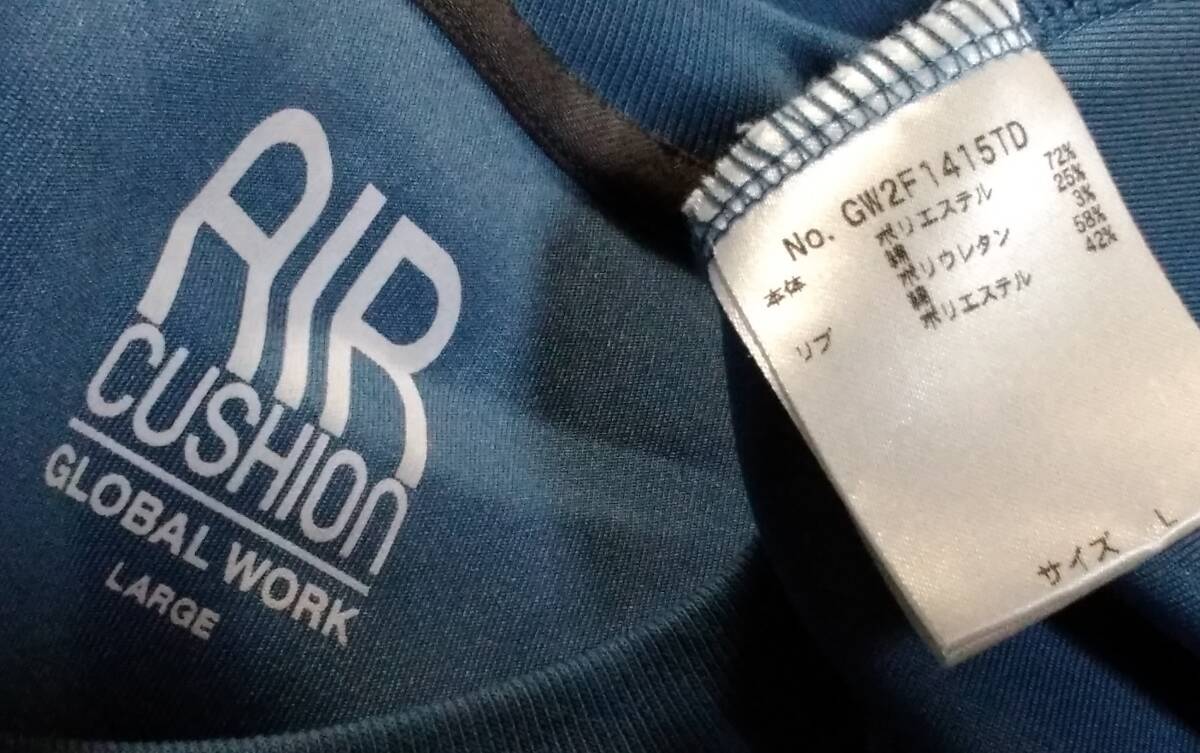 AIR
CUSHION
GLOBAL WORK
LARGE
No. GW2F1415TD
本体 ポリエステル 72%
綿 25%
ポリウレタン 3%
リブ 綿 58%
ポリエステル 42%
サイズ L